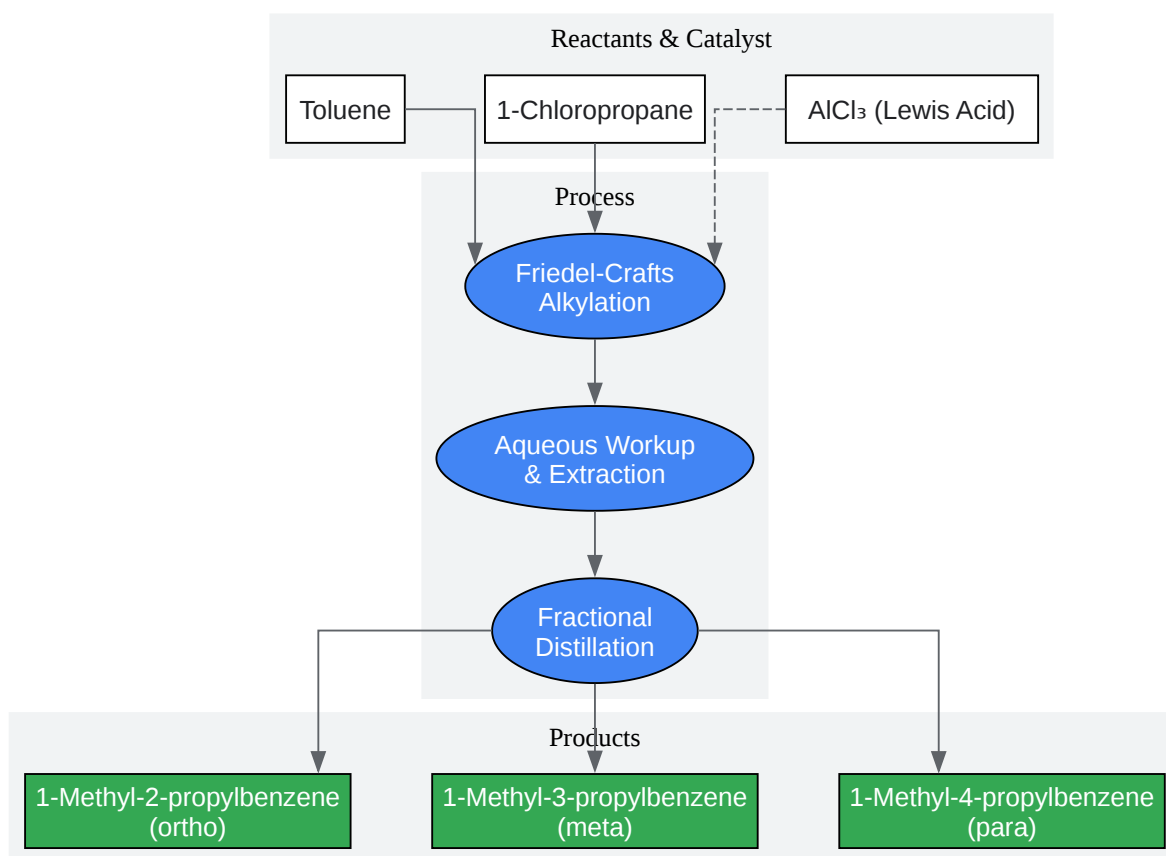 Reactants & Catalyst
Toluene
1-Chloropropane
AlCl₃ (Lewis Acid)
Process
Friedel-Crafts
Alkylation
Aqueous Workup
& Extraction
Fractional
Distillation
Products
1-Methyl-2-propylbenzene
(ortho)
1-Methyl-3-propylbenzene
(meta)
1-Methyl-4-propylbenzene
(para)